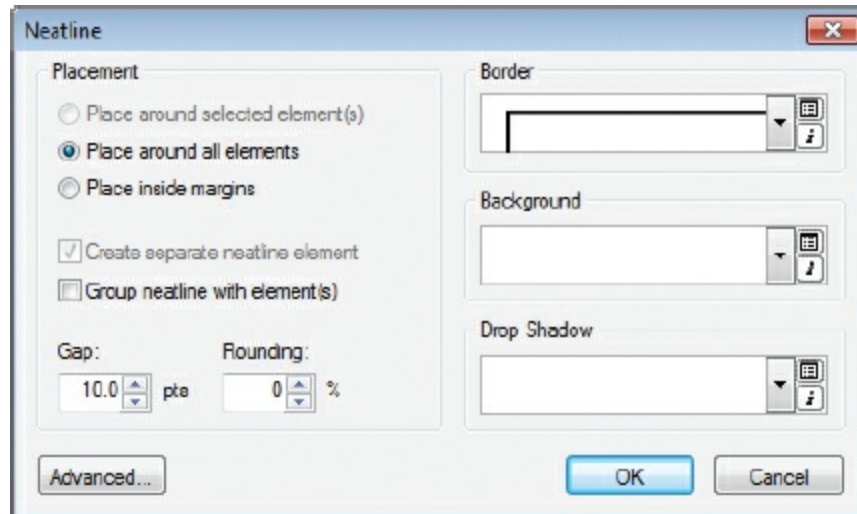 Neatline
Placement
Place around selected element(s)
Place around all elements
Place inside margins
Create separate neatline element
Group neatline with element(s)
Gap:
Rounding:
10.0 pts
0 %
Border
Background
Drop Shadow
Advanced...
OK
Cancel